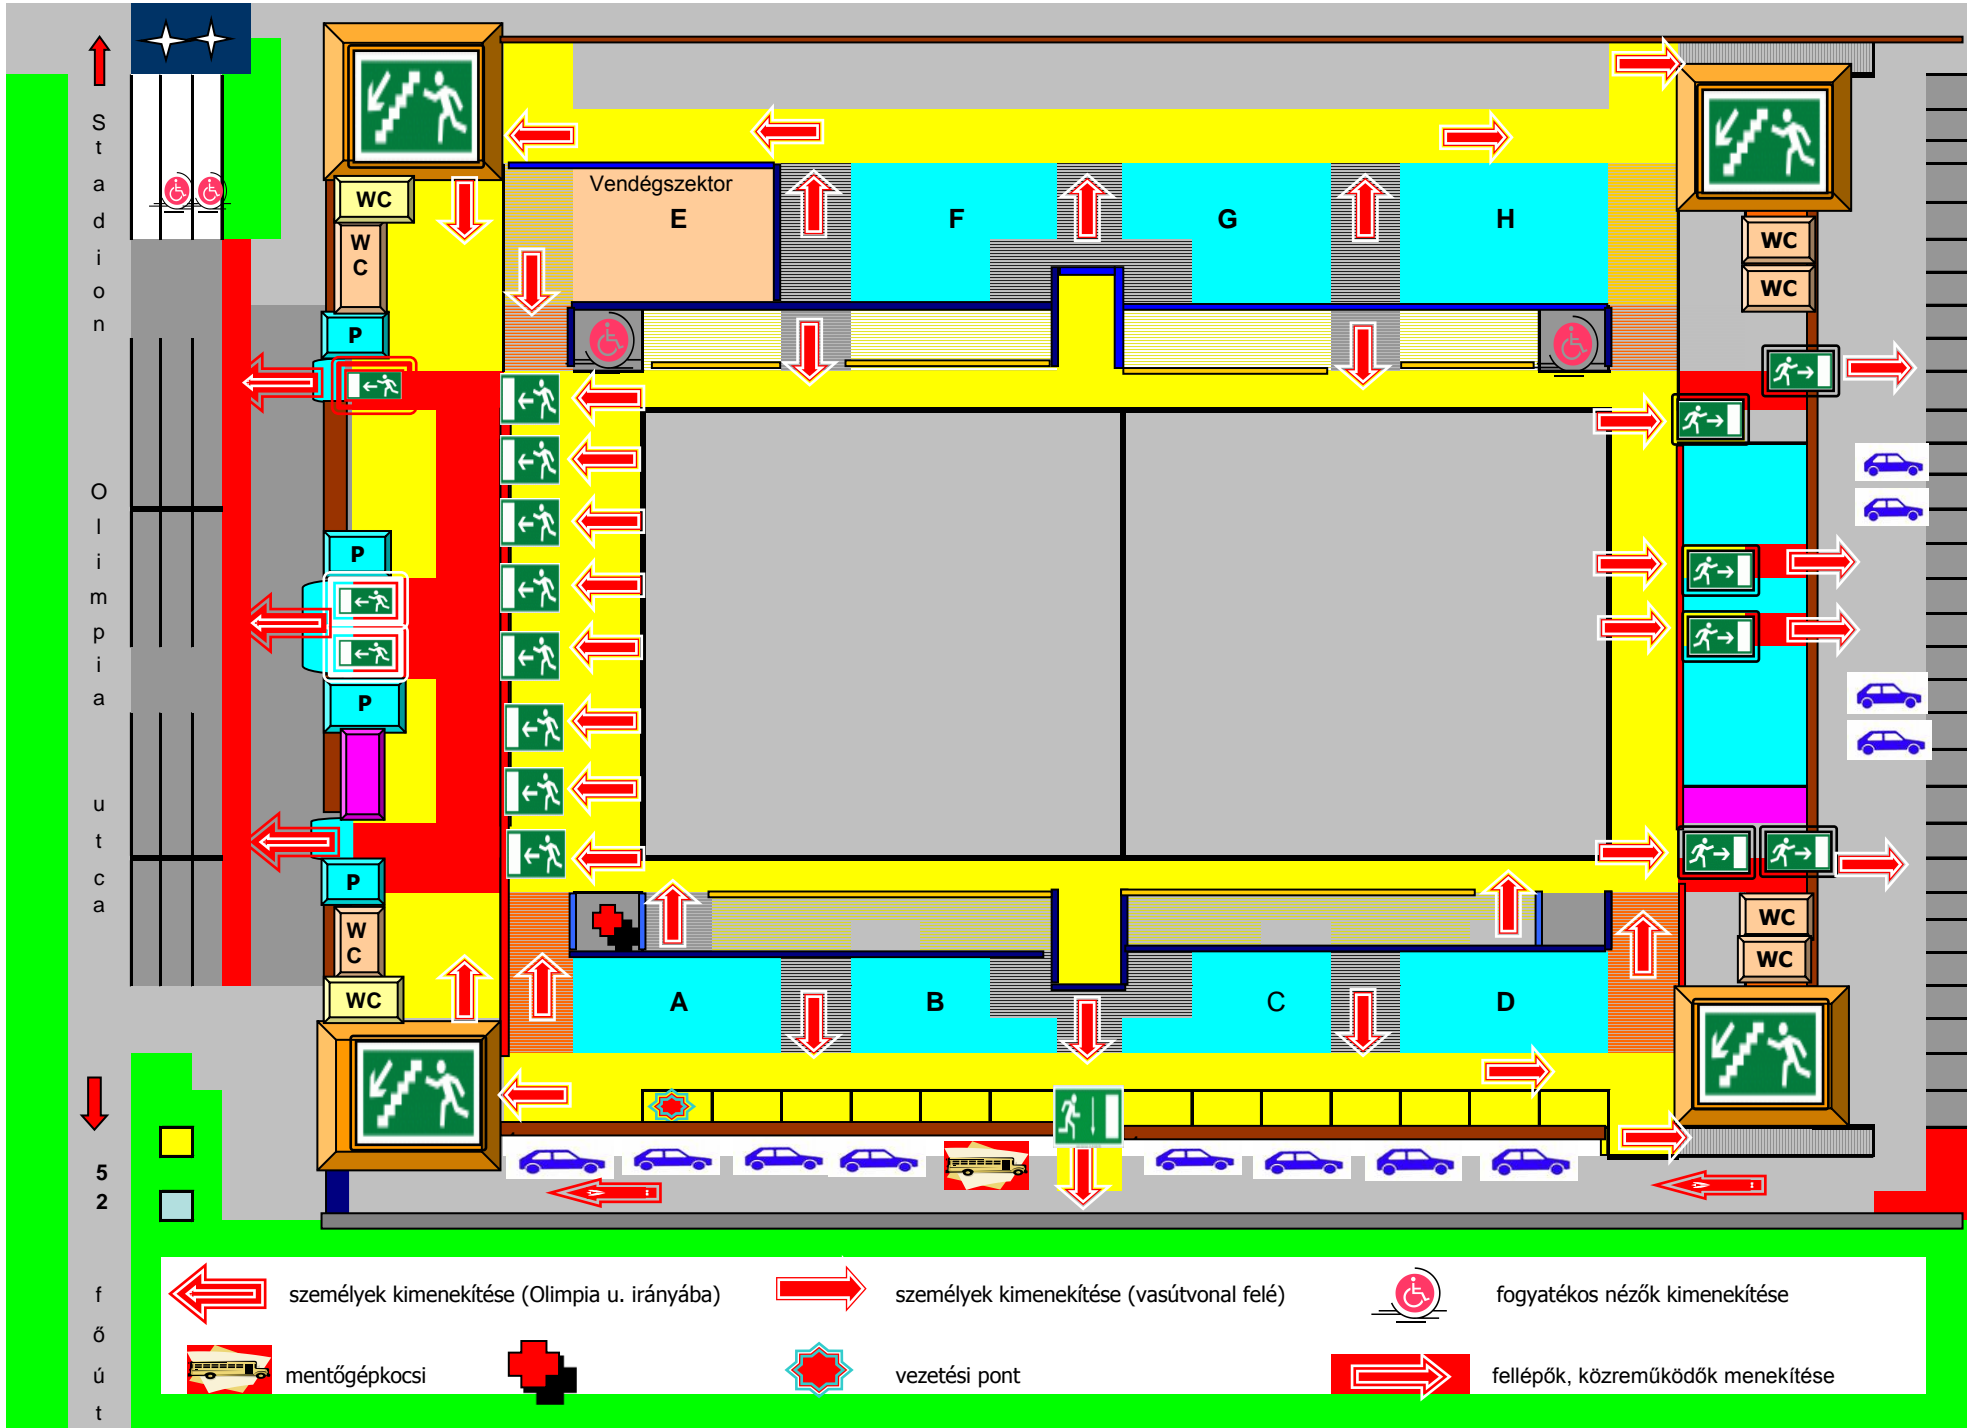 Stadion
Olimpia
utca
52
főút
WC
WC
P
P
P
P
WC
WC
Vendégszektor
E
F
G
H
WC
WC
A
B
C
D
WC
WC
személyek kimenekítése (Olimpia u. irányába)
személyek kimenekítése (vasútvonal felé)
fogyatékos nézők kimenekítése
mentőgépkocsi
vezetési pont
fellépők, közreműködők menekítése